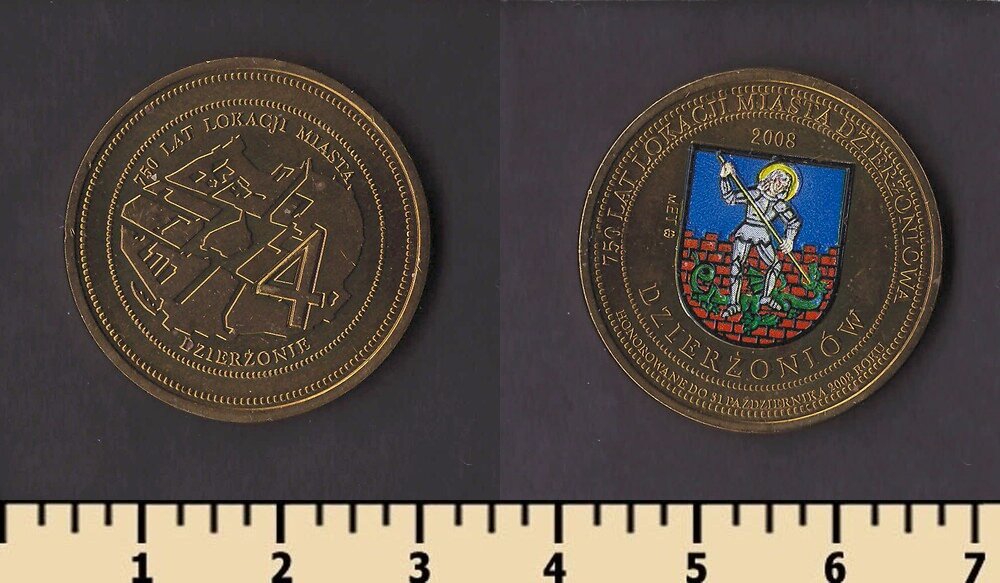 750 LAT LOKACJI MIASTA
4
DZIERŻONIE
750 LAT LOKACJI MIASTA DZIERŻONIOWA
2008
MET.
DZIERŻONIÓW
HONOROWANE DO 31 PAŹDZIERNIKA 2008 ROKU
1 2 3 4 5 6 7